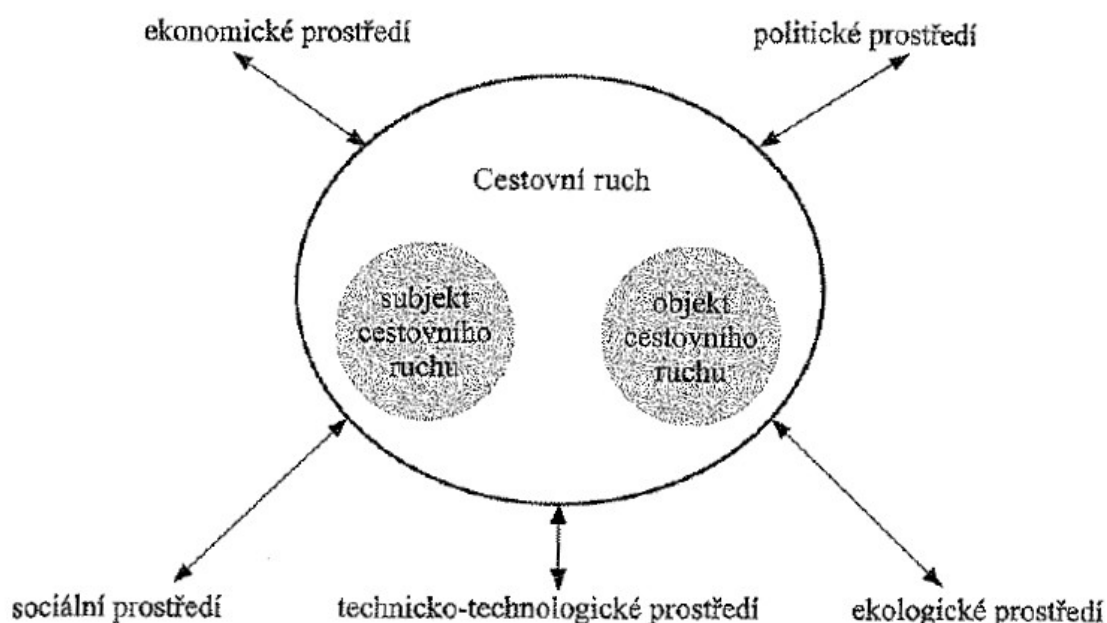 ekonomické prostředí
politické prostředí
Cestovní ruch
subjekt
cestovního
ruchu
objekt
cestovního
ruchu
sociální prostředí
technicko-technologické prostředí
ekologické prostředí